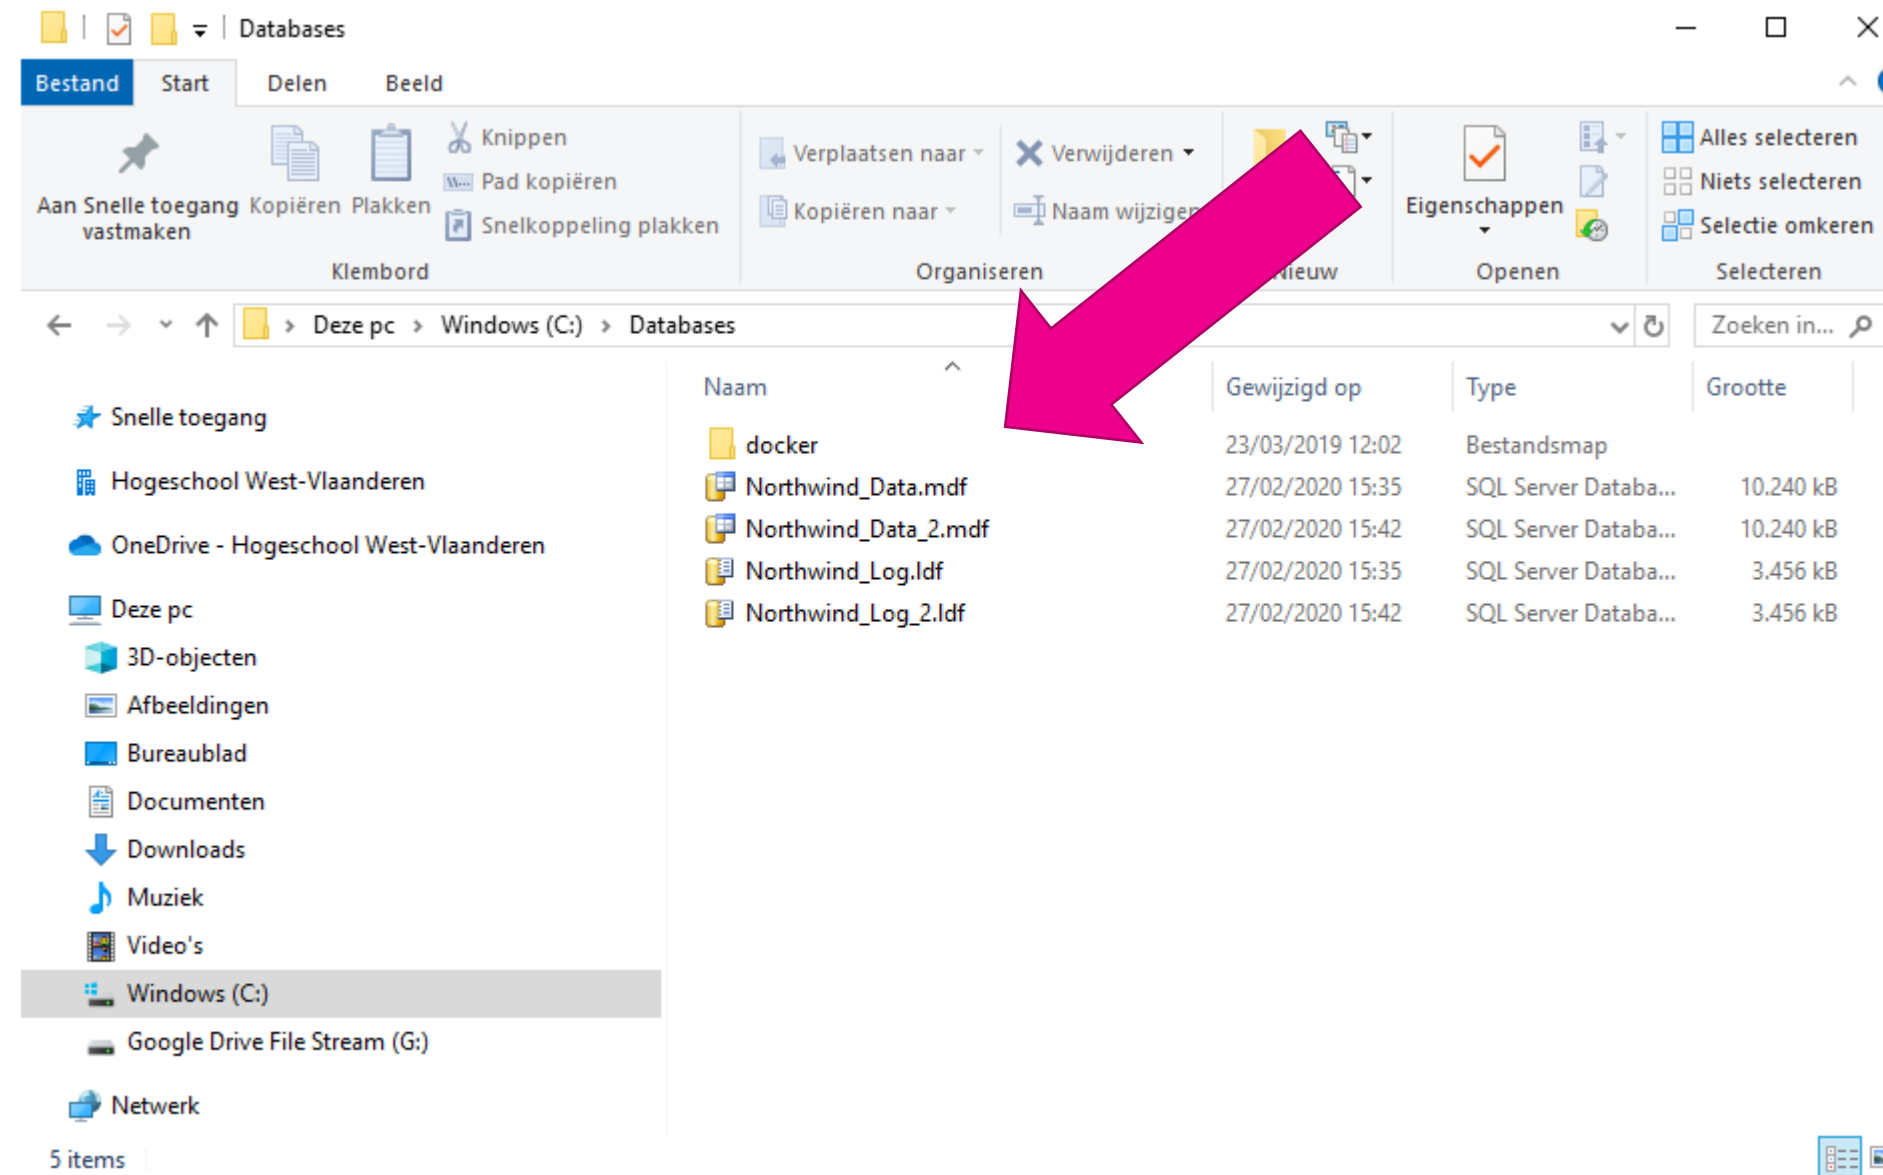 Databases
Bestand Start Delen Beeld
Aan Snelle toegang vastmaken
Kopiëren
Plakken
Knippen
Pad kopiëren
Snelkoppeling plakken
Klembord
Verplaatsen naar
Kopiëren naar
Verwijderen
Naam wijzigen
Organiseren
Nieuw
Eigenschappen
Openen
Alles selecteren
Niets selecteren
Selectie omkeren
Selecteren
Deze pc > Windows (C:) > Databases
Zoeken in...
Snelle toegang
Hogeschool West-Vlaanderen
OneDrive - Hogeschool West-Vlaanderen
Deze pc
3D-objecten
Afbeeldingen
Bureaublad
Documenten
Downloads
Muziek
Video's
Windows (C:)
Google Drive File Stream (G:)
Netwerk
Naam Gewijzigd op Type Grootte
docker 23/03/2019 12:02 Bestandsmap
Northwind_Data.mdf 27/02/2020 15:35 SQL Server Databa... 10.240 kB
Northwind_Data_2.mdf 27/02/2020 15:42 SQL Server Databa... 10.240 kB
Northwind_Log.ldf 27/02/2020 15:35 SQL Server Databa... 3.456 kB
Northwind_Log_2.ldf 27/02/2020 15:42 SQL Server Databa... 3.456 kB
5 items